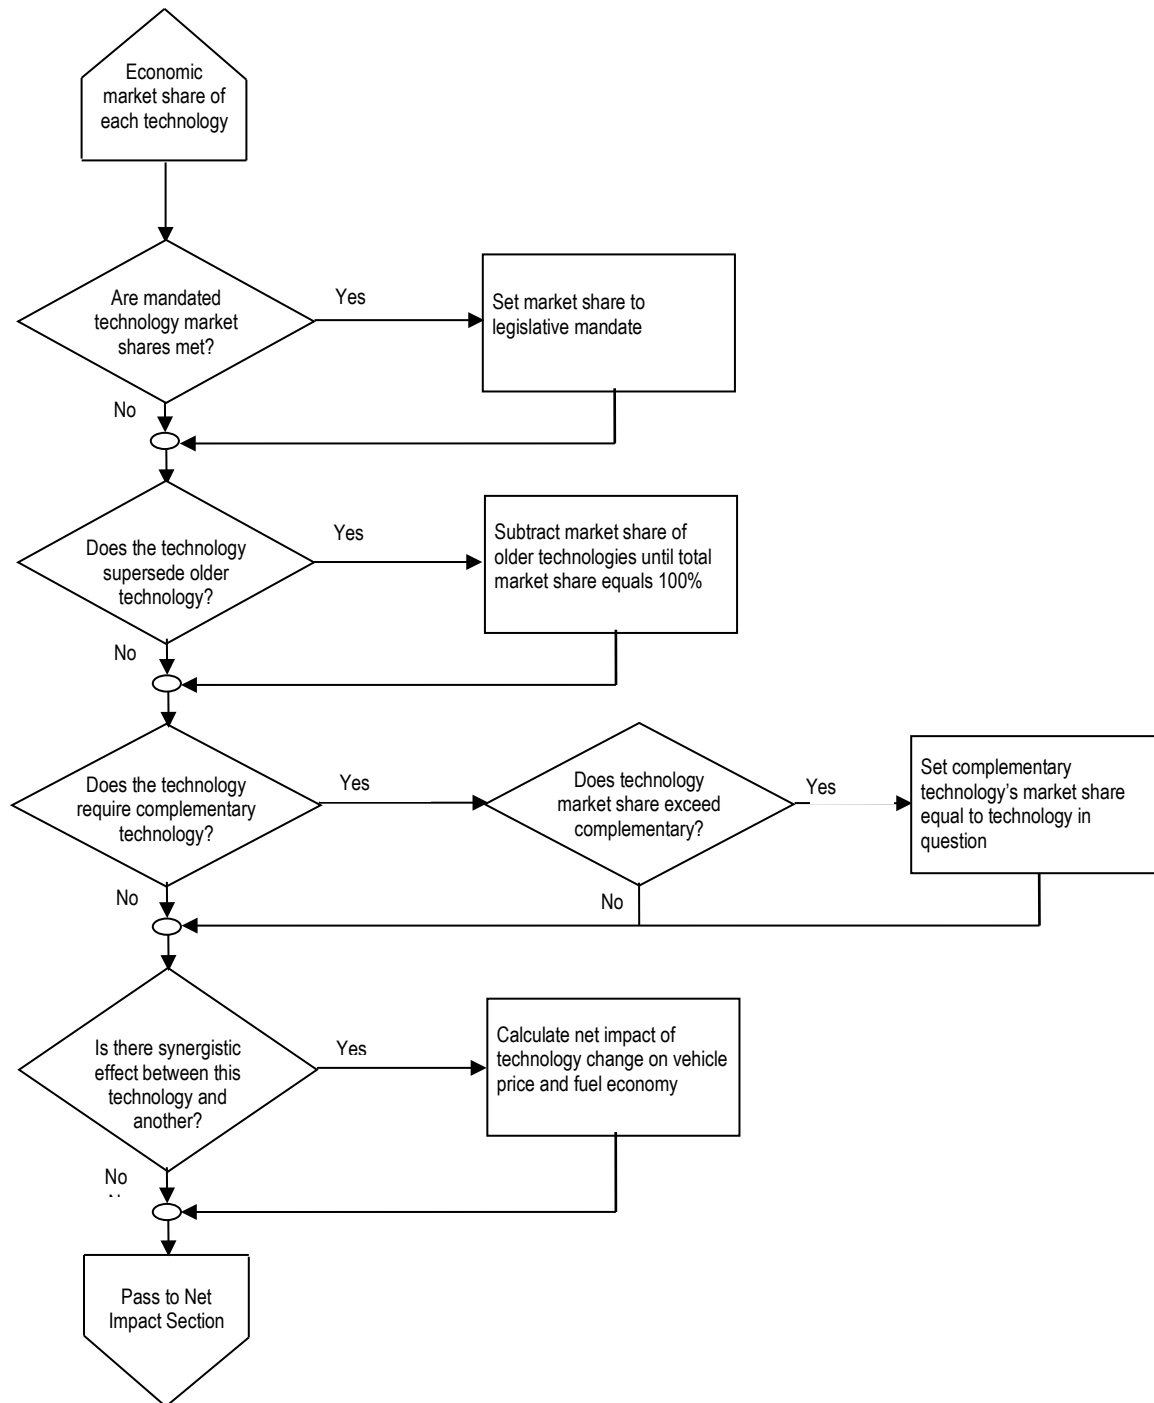 Economic
market share of
each technology
Are mandated
technology market
shares met?
Yes
Set market share to
legislative mandate
No
Does the technology
supersede older
technology?
Yes
Subtract market share of
older technologies until total
market share equals 100%
No
Does the technology
require complementary
technology?
Yes
Does technology
market share exceed
complementary?
Yes
Set complementary
technology’s market share
equal to technology in
question
No
No
Is there synergistic
effect between this
technology and
another?
Yes
Calculate net impact of
technology change on vehicle
price and fuel economy
No
Pass to Net
Impact Section